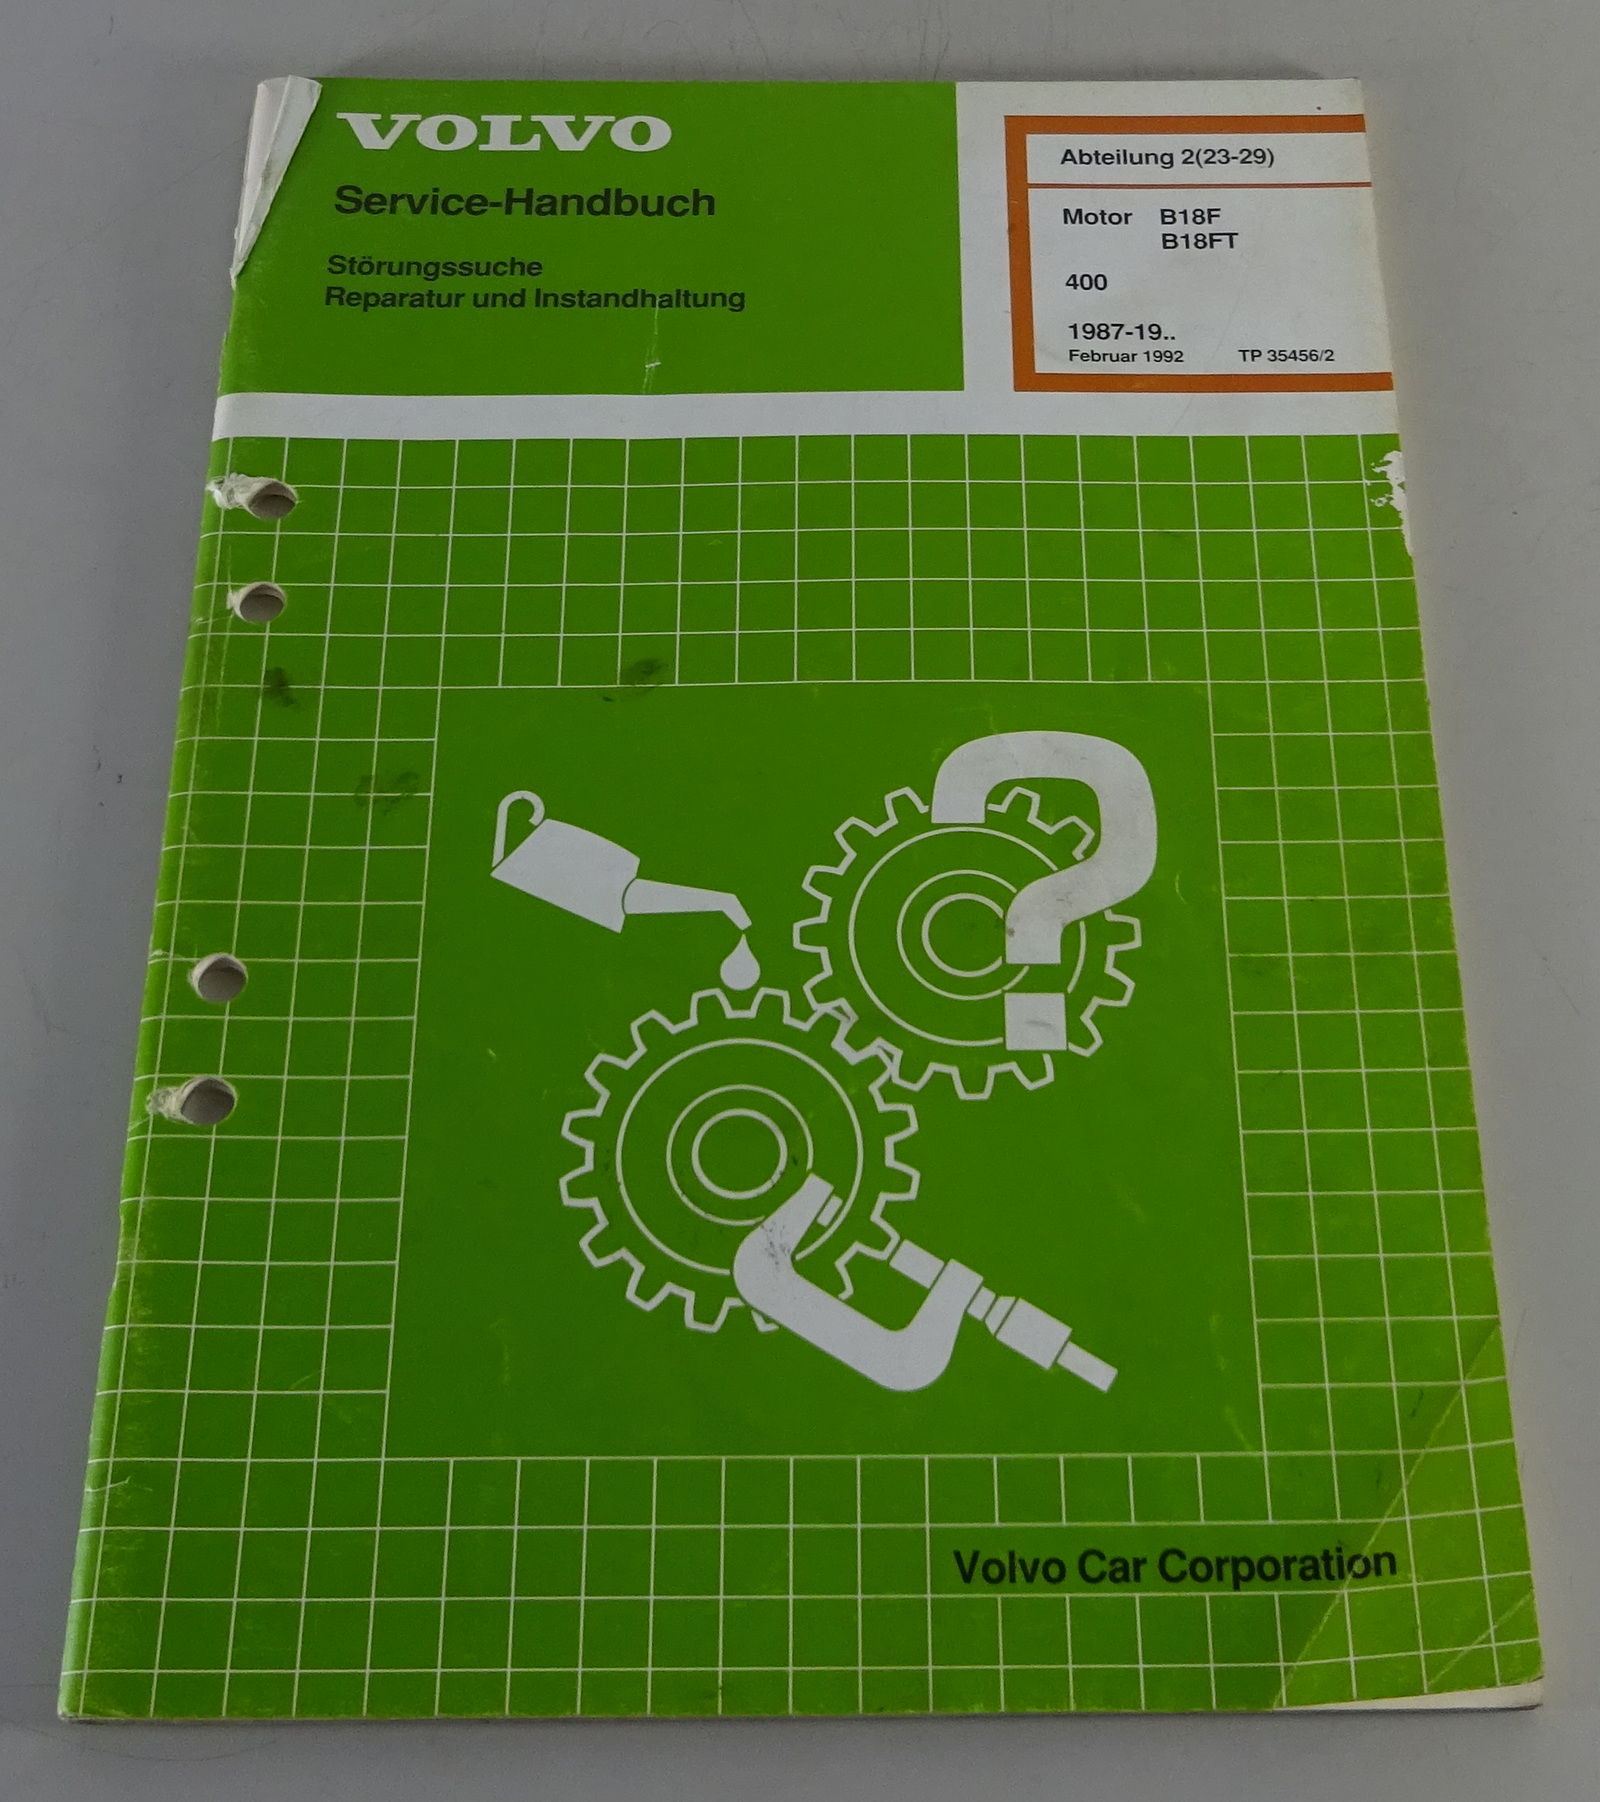 VOLVO
Service-Handbuch
Störungssuche
Reparatur und Instandhaltung
Abteilung 2(23-29)
Motor B18F
B18FT
400
1987-19..
Februar 1992 TP 35456/2
Volvo Car Corporation